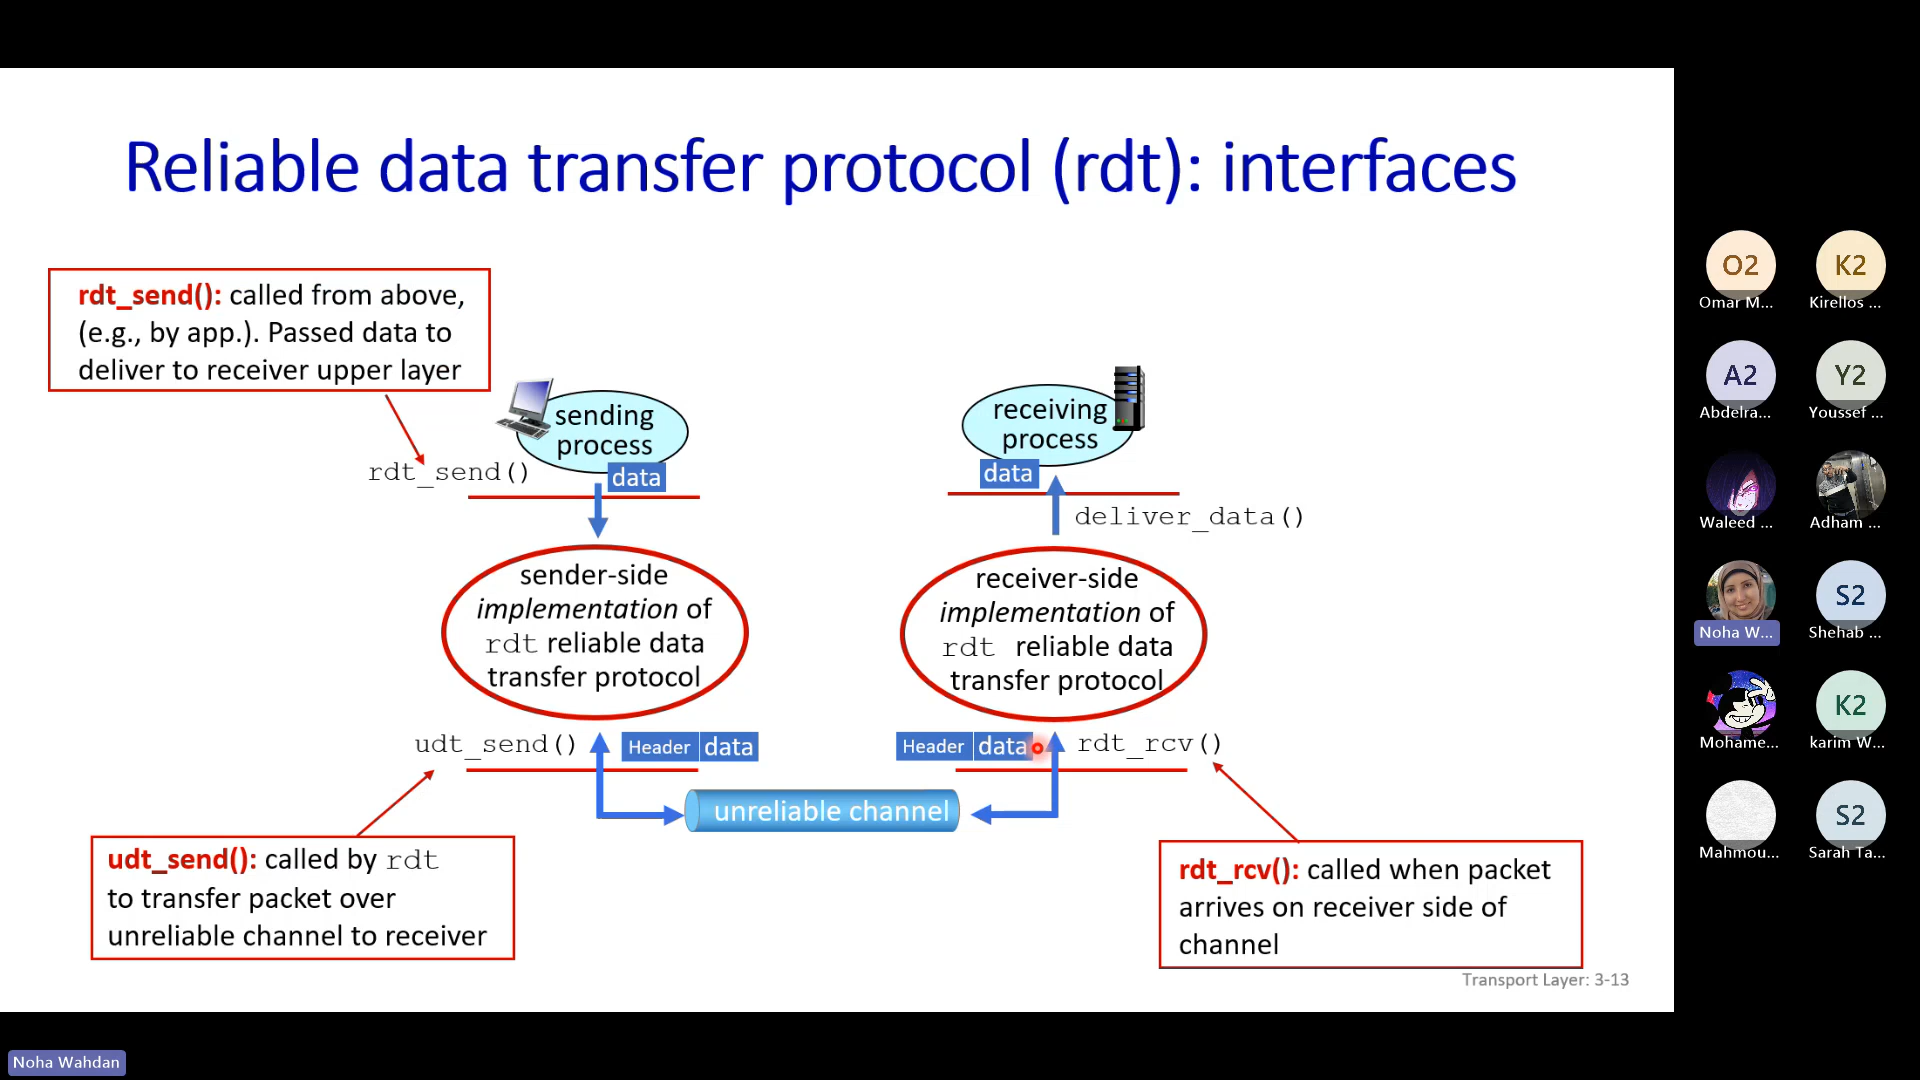 Reliable data transfer protocol (rdt): interfaces
rdt_send(): called from above,
(e.g., by app.). Passed data to
deliver to receiver upper layer
sending
process
rdt_send()
data
receiving
process
data
deliver_data()
sender-side
implementation of
rdt reliable data
transfer protocol
receiver-side
implementation of
rdt reliable data
transfer protocol
udt_send()
Header data
Header data
rdt_rcv()
unreliable channel
udt_send(): called by rdt
to transfer packet over
unreliable channel to receiver
rdt_rcv(): called when packet
arrives on receiver side of
channel
Transport Layer: 3-13
O2
Omar M...
K2
Kirellos ...
A2
Abdelra...
Y2
Youssef ...
Waleed ...
Adham ...
Noha W...
S2
Shehab ...
Mohame...
K2
karim W...
Mahmou...
S2
Sarah Ta...
Noha Wahdan